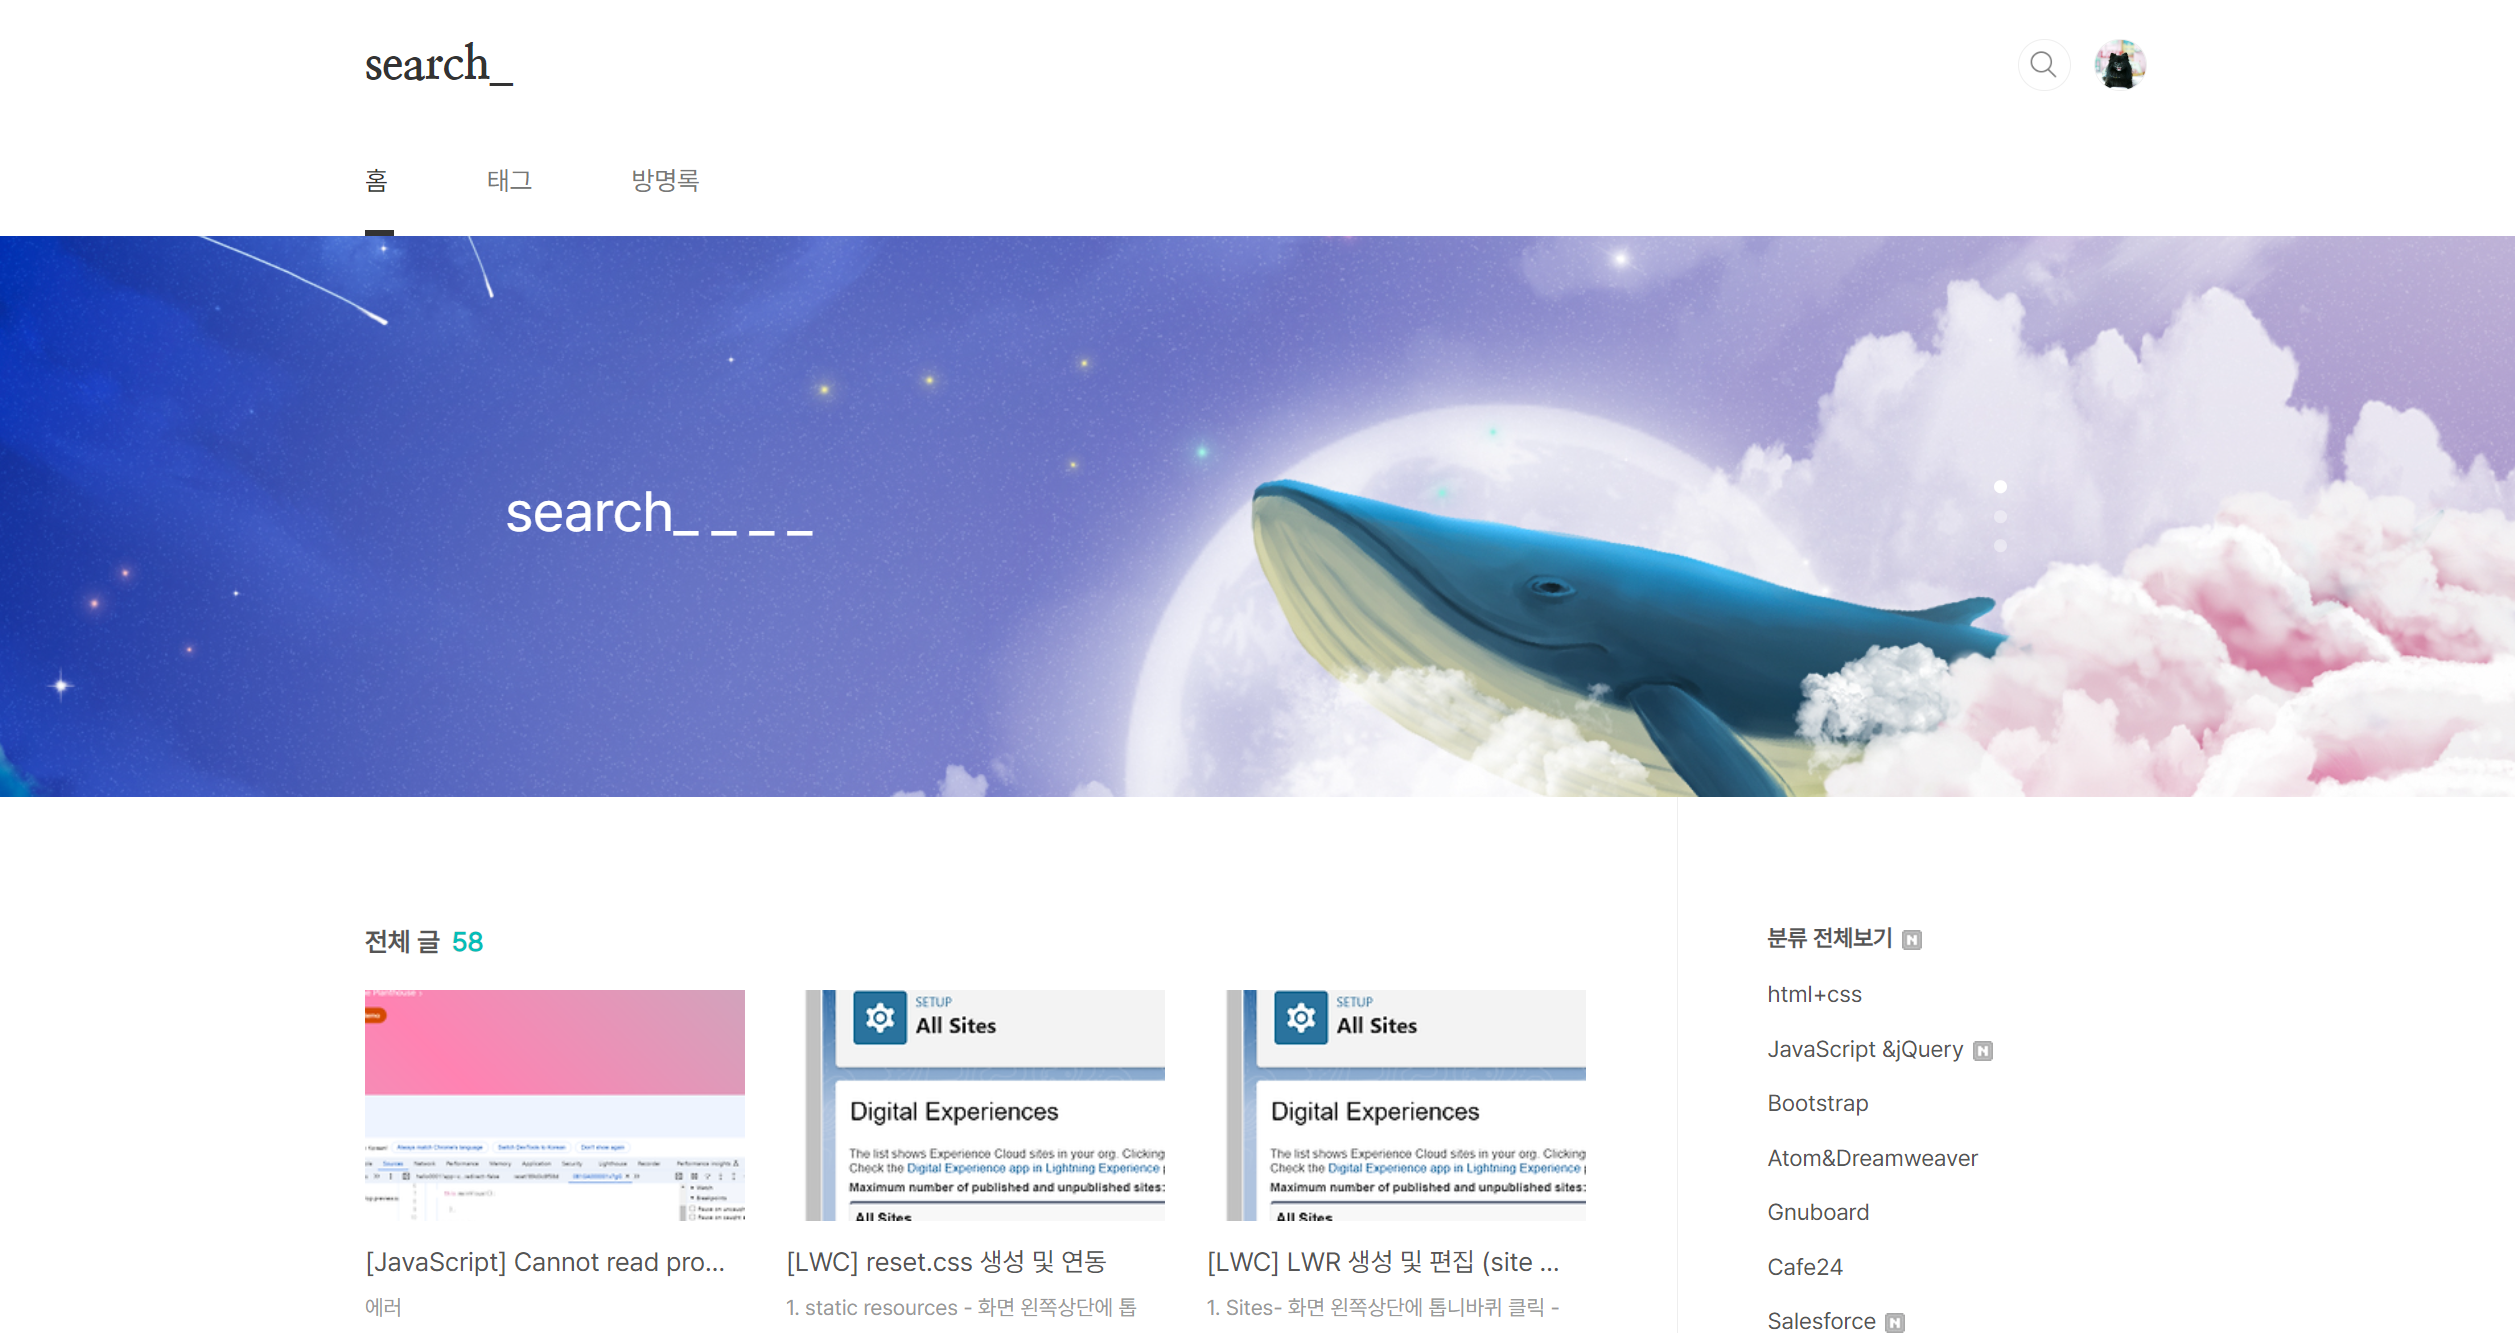 search_
홈
태그
방명록
search_ _ _ _
전체 글 58
SETUP
All Sites
Digital Experiences
The list shows Experience Cloud sites in your org. Clicking
Check the Digital Experience app in Lightning Experience
Maximum number of published and unpublished sites:
All Sites
SETUP
All Sites
Digital Experiences
The list shows Experience Cloud sites in your org. Clicking
Check the Digital Experience app in Lightning Experience
Maximum number of published and unpublished sites:
All Sites
[JavaScript] Cannot read pro...
에러
[LWC] reset.css 생성 및 연동
1. static resources - 화면 왼쪽상단에 톱
[LWC] LWR 생성 및 편집 (site ...
1. Sites- 화면 왼쪽상단에 톱니바퀴 클릭 -
분류 전체보기 N
html+css
JavaScript &jQuery N
Bootstrap
Atom&Dreamweaver
Gnuboard
Cafe24
Salesforce N